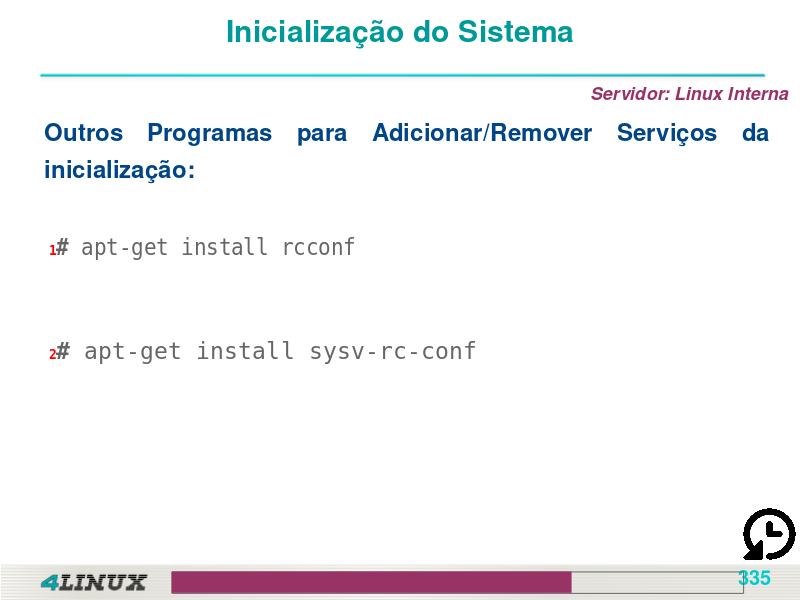 Inicialização do Sistema
Servidor: Linux Interna
Outros Programas para Adicionar/Remover Serviços da
inicialização:
1# apt-get install rcconf
2# apt-get install sysv-rc-conf
4LINUX
335